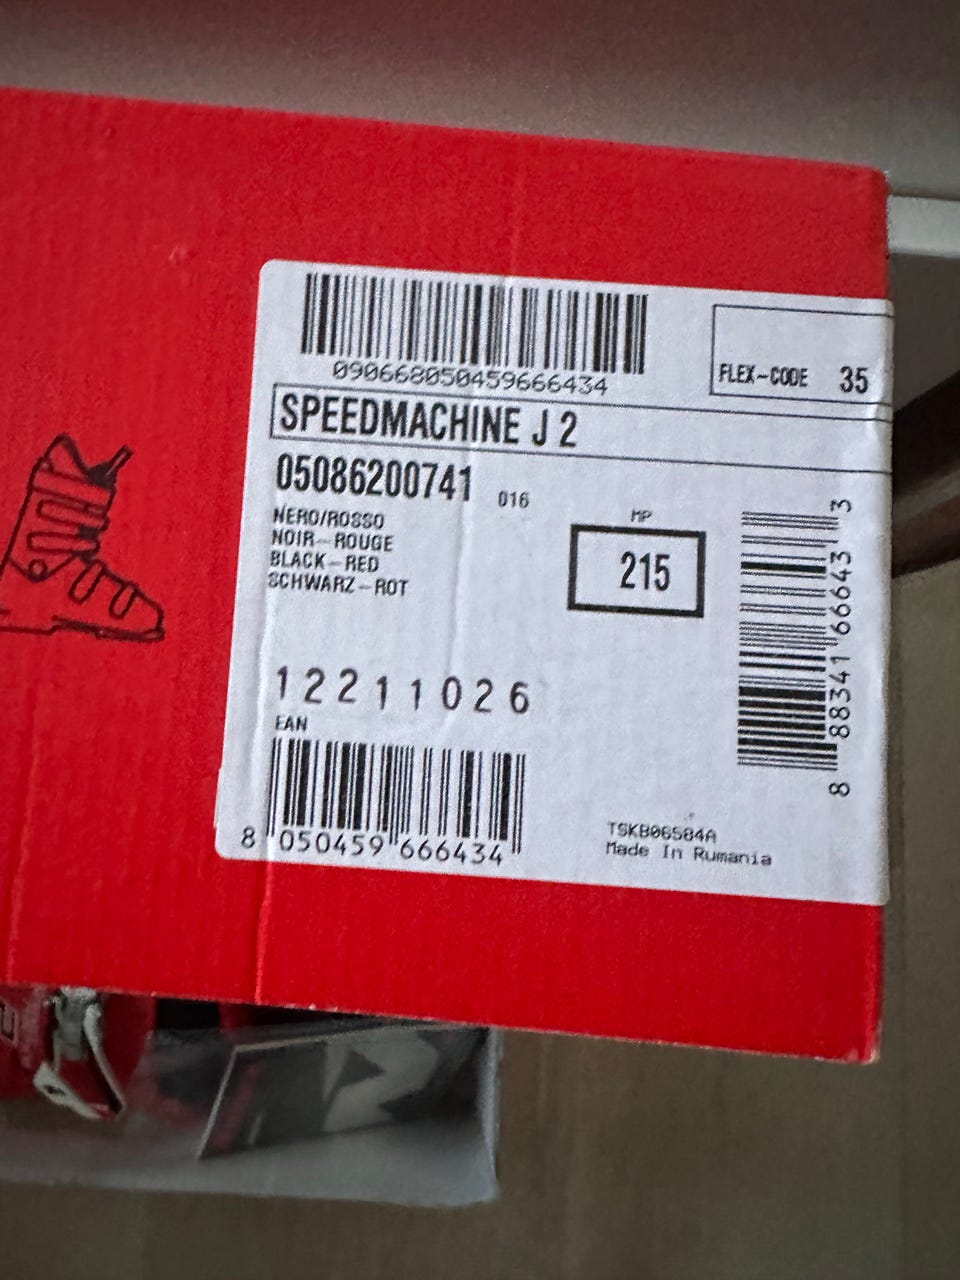 090668050459666434
FLEX-CODE 35
SPEEDMACHINE J 2
05086200741 016
NERO/ROSSO
NOIR-ROUGE
BLACK-RED
SCHWARZ-ROT
MP
215
12211026
EAN
8 050459 666434
8 88341 66643 3
TSKB06584A
Made In Rumania